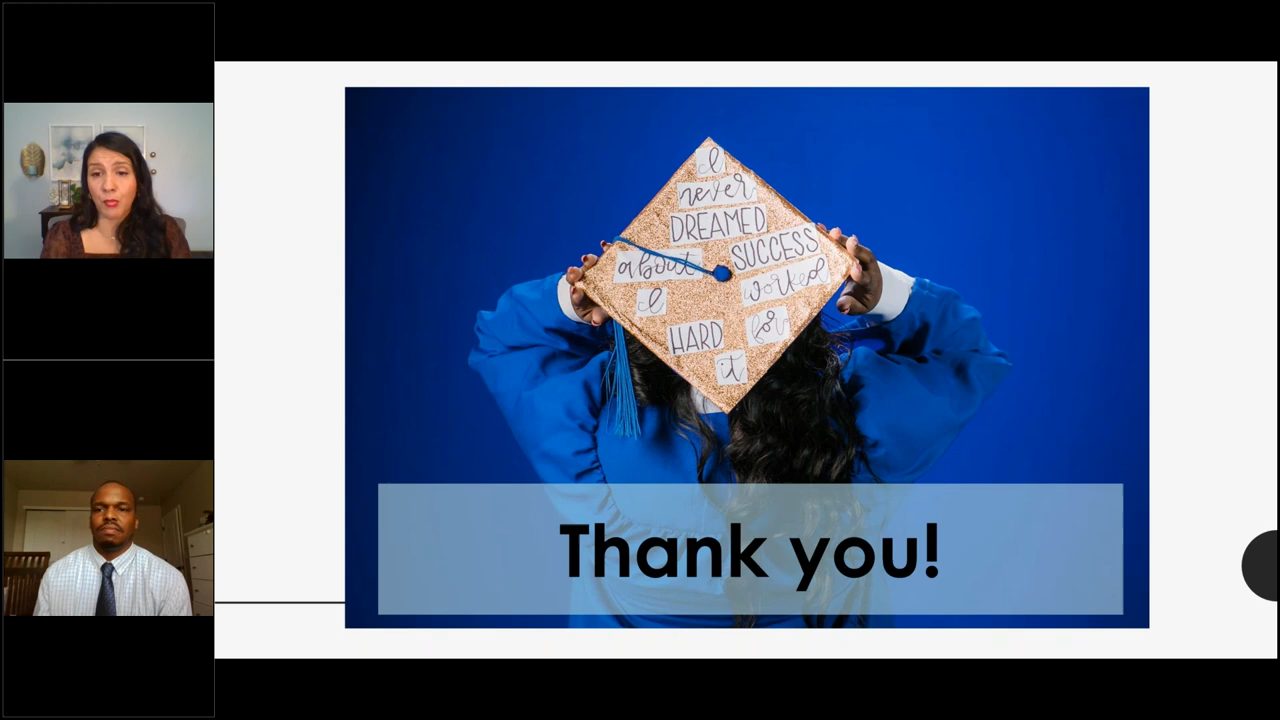 I
never
DREAMED
about SUCCESS
I worked
HARD for
it
Thank you!